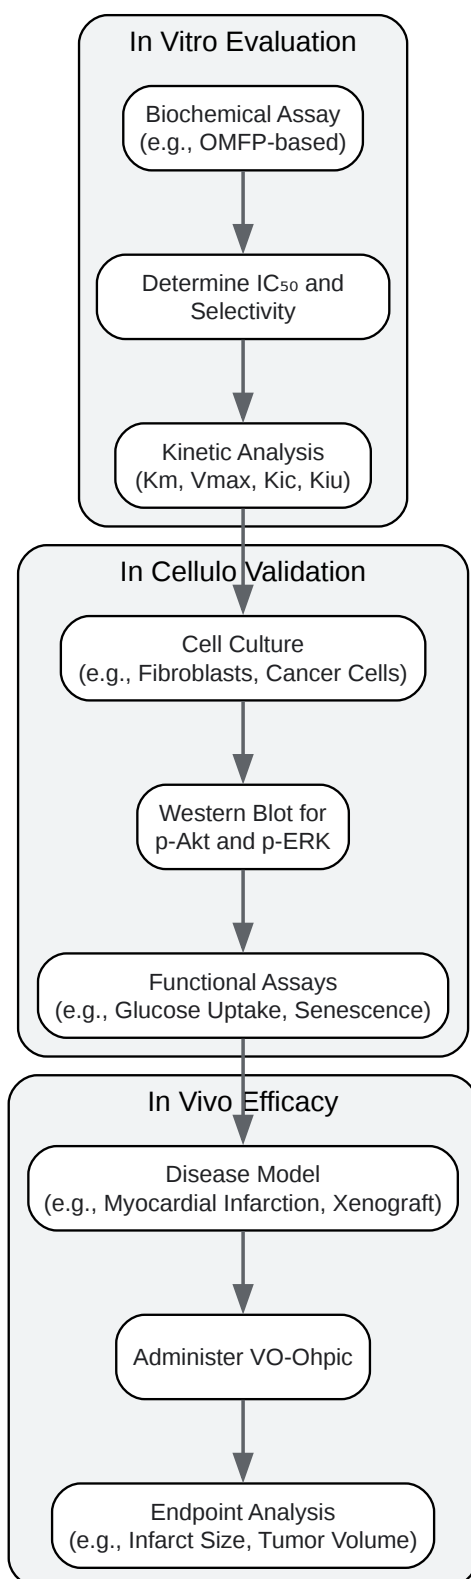 In Vitro Evaluation
Biochemical Assay
(e.g., OMFP-based)
Determine IC₅₀ and
Selectivity
Kinetic Analysis
(Km, Vmax, Kic, Kiu)
In Cellulo Validation
Cell Culture
(e.g., Fibroblasts, Cancer Cells)
Western Blot for
p-Akt and p-ERK
Functional Assays
(e.g., Glucose Uptake, Senescence)
In Vivo Efficacy
Disease Model
(e.g., Myocardial Infarction, Xenograft)
Administer VO-Ohpic
Endpoint Analysis
(e.g., Infarct Size, Tumor Volume)